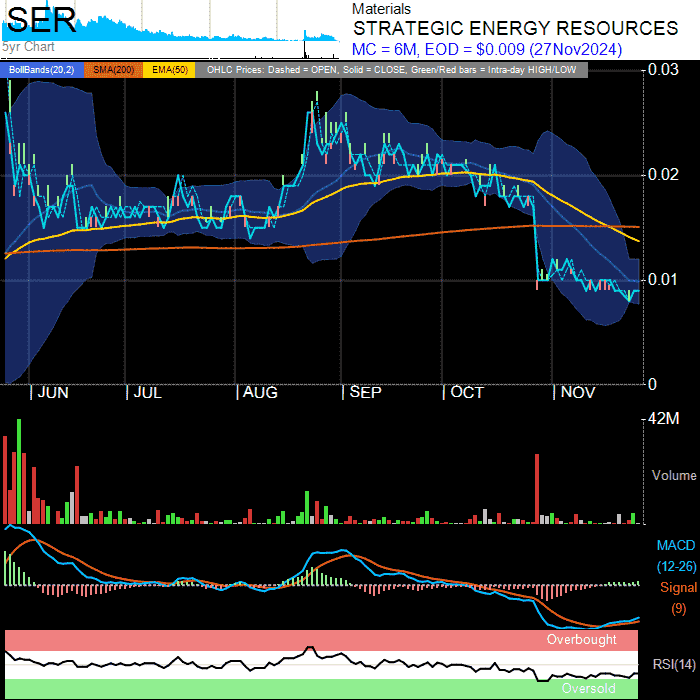 SER
5yr Chart
Materials
STRATEGIC ENERGY RESOURCES
MC = 6M, EOD = $0.009 (27Nov2024)
BollBands(20,2) SMA(200) EMA(50) OHLC Prices: Dashed = OPEN, Solid = CLOSE, Green/Red bars = Intra-day HIGH/LOW
0.03
0.02
0.01
0
JUN JUL AUG SEP OCT NOV
42M
Volume
MACD
(12-26)
Signal
(9)
Overbought
RSI(14)
Oversold